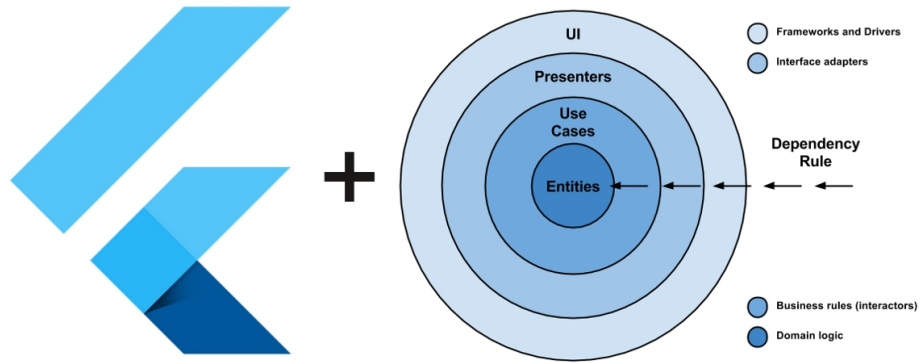 UI
Presenters
Use
Cases
Entities
Frameworks and Drivers
Interface adapters
Dependency
Rule
Business rules (interactors)
Domain logic